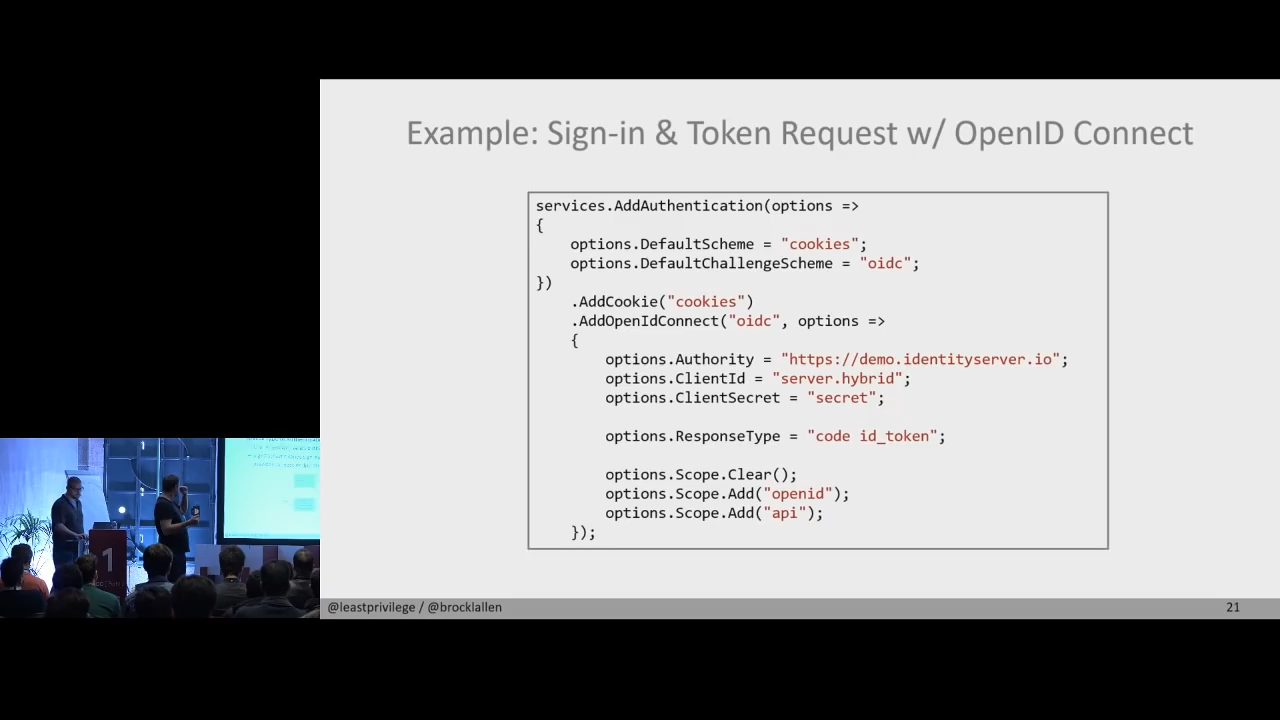 Example: Sign-in & Token Request w/ OpenID Connect
services.AddAuthentication(options =>
{
    options.DefaultScheme = "cookies";
    options.DefaultChallengeScheme = "oidc";
})
    .AddCookie("cookies")
    .AddOpenIdConnect("oidc", options =>
    {
        options.Authority = "https://demo.identityserver.io";
        options.ClientId = "server.hybrid";
        options.ClientSecret = "secret";
        options.ResponseType = "code id_token";
        options.Scope.Clear();
        options.Scope.Add("openid");
        options.Scope.Add("api");
    });
@leastprivilege / @brocklallen
21
1